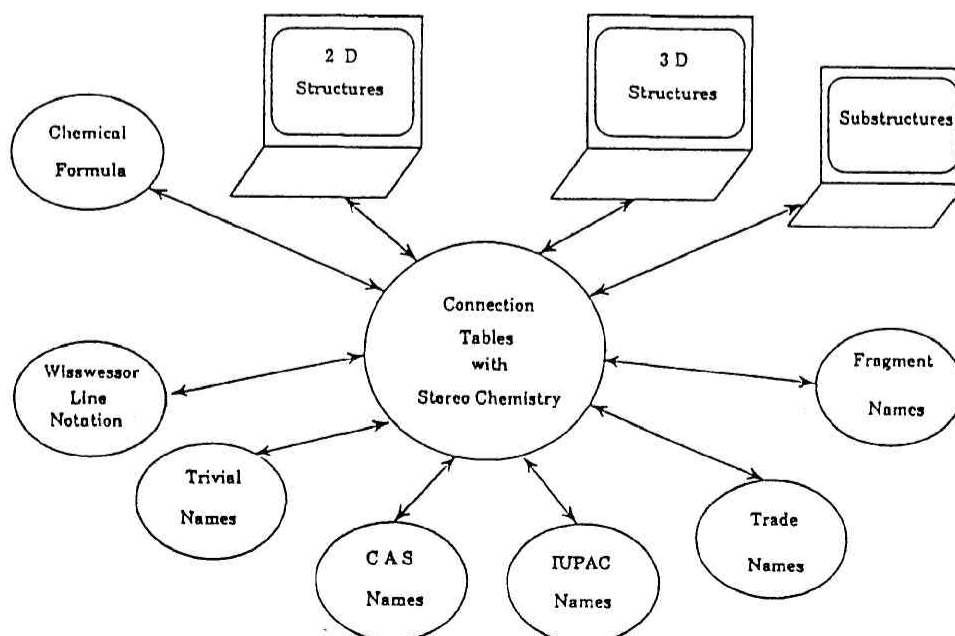 2 D
Structures
3 D
Structures
Substructures
Chemical
Formula
Connection
Tables
with
Stereo Chemistry
Wisswessor
Line
Notation
Fragment
Names
Trivial
Names
Trade
Names
C A S
Names
IUPAC
Names